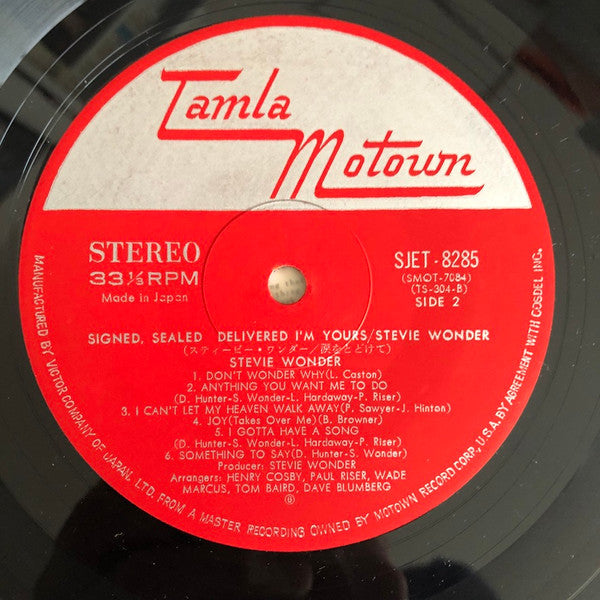 Tamla
Motown
STEREO
33⅓RPM
Made in Japan
SJET-8285
(SMOT-7084)
(TS-304-B)
SIDE 2
SIGNED, SEALED DELIVERED I'M YOURS/STEVIE WONDER
(スティービー・ワンダー/涙をとどけて)
STEVIE WONDER
1. DON'T WONDER WHY(L. Caston)
2. ANYTHING YOU WANT ME TO DO
(D. Hunter-S. Wonder-L. Hardaway-P. Riser)
3. I CAN'T LET MY HEAVEN WALK AWAY(P. Sawyer-J. Hinton)
4. JOY(Takes Over Me)(B. Browner)
5. I GOTTA HAVE A SONG
(D. Hunter-S. Wonder-L. Hardaway-P. Riser)
6. SOMETHING TO SAY(D. Hunter-S. Wonder)
Producer: STEVIE WONDER
Arrangers: HENRY COSBY, PAUL RISER, WADE
MARCUS, TOM BAIRD, DAVE BLUMBERG
MANUFACTURED BY VICTOR COMPANY OF JAPAN, LTD. FROM A MASTER RECORDING OWNED BY MOTOWN RECORD CORP., U.S.A. BY AGREEMENT WITH COSDEL INC.